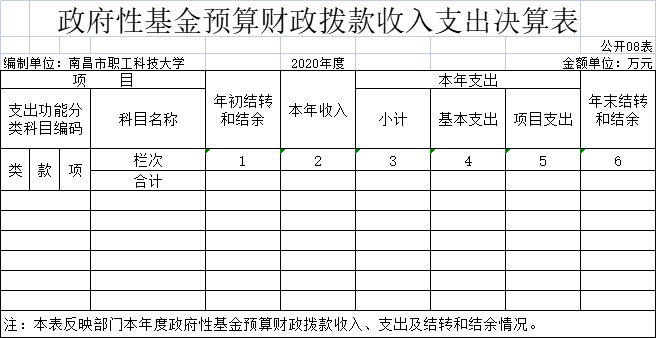 政府性基金预算财政拨款收入支出决算表
公开08表
编制单位：南昌市职工科技大学 2020年度 金额单位：万元
项 目 年初结转和结余 本年收入 本年支出 年末结转和结余
支出功能分类科目编码 科目名称 小计 基本支出 项目支出
类 款 项 栏次 1 2 3 4 5 6
合计
注：本表反映部门本年度政府性基金预算财政拨款收入、支出及结转和结余情况。